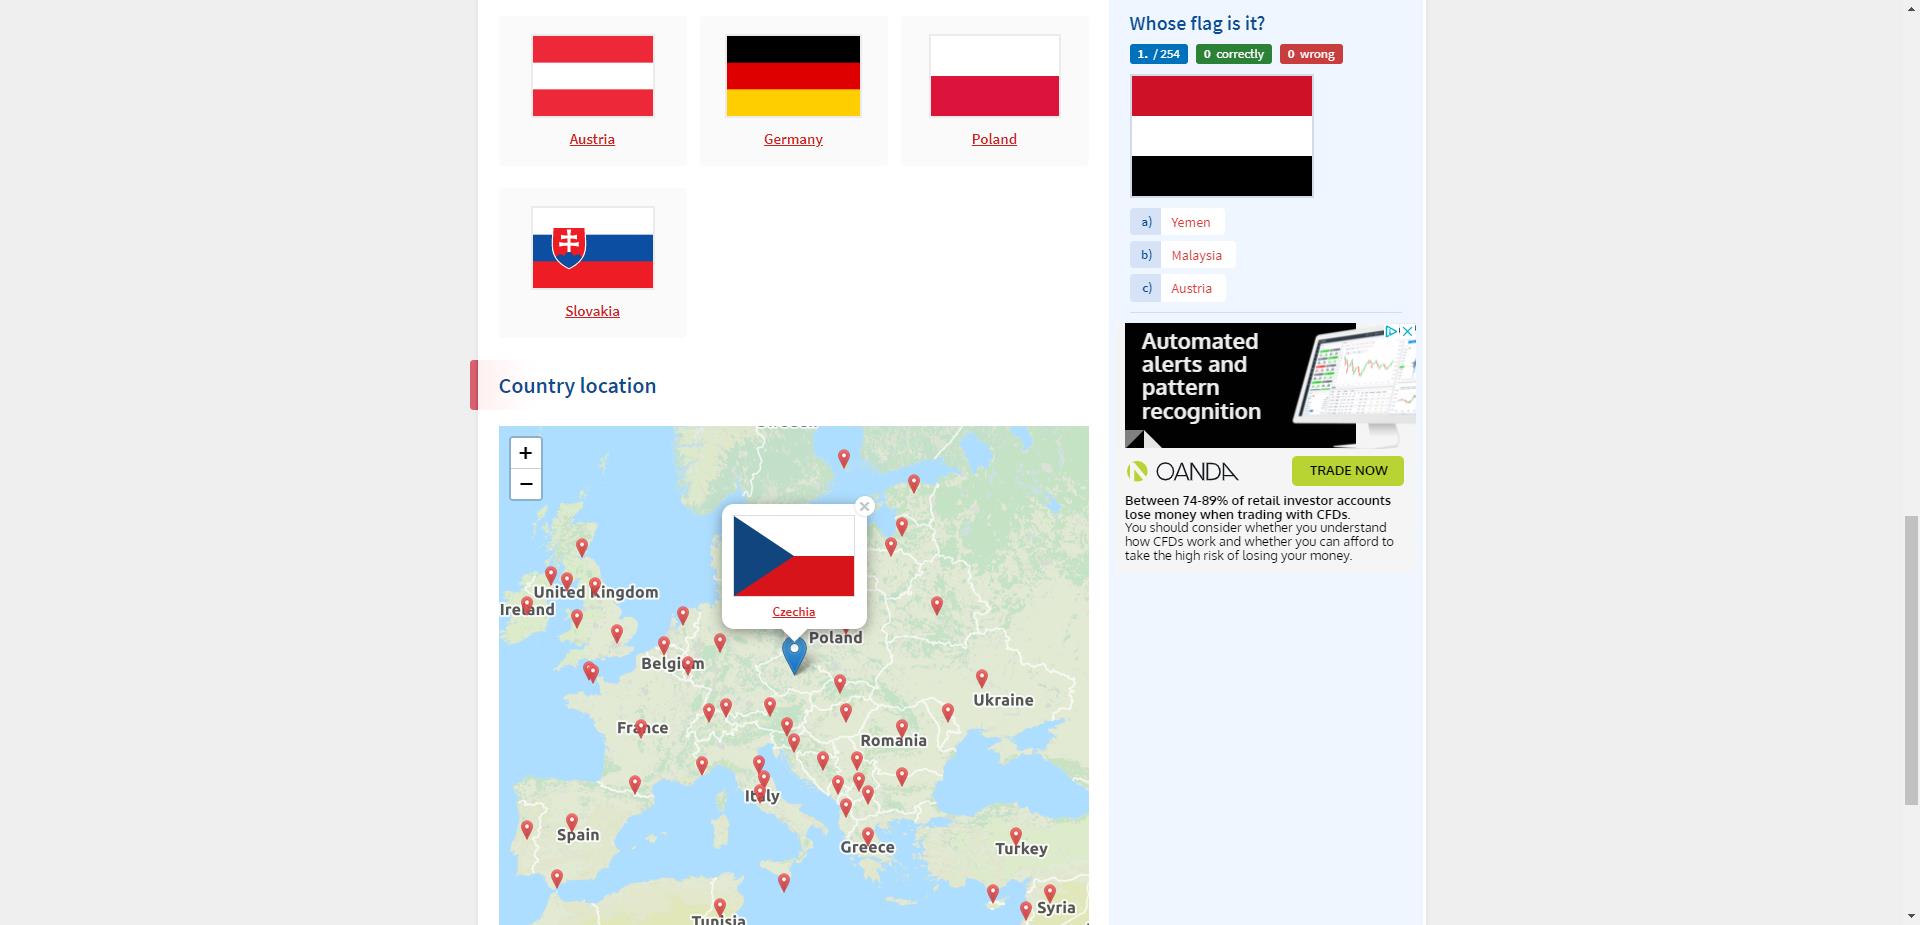 Austria
Germany
Poland
Slovakia
Country location
+
−
Ireland
United Kingdom
Belgium
France
Spain
Italy
×
Czechia
Poland
Ukraine
Romania
Greece
Turkey
Syria
Tunisia
Whose flag is it?
1. / 254 0 correctly 0 wrong
a) Yemen
b) Malaysia
c) Austria
Automated
alerts and
pattern
recognition
OANDA
TRADE NOW
Between 74-89% of retail investor accounts
lose money when trading with CFDs.
You should consider whether you understand
how CFDs work and whether you can afford to
take the high risk of losing your money.